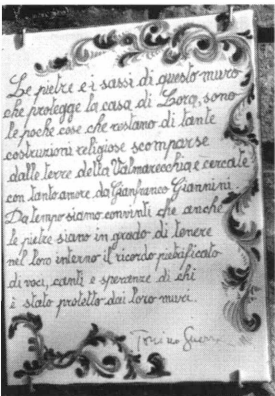 Le pietre e i sassi di questo muro
che protegge la casa di Lora, sono
le poche cose che restano di tante
costruzioni religiose scomparse
dalle terre della Valmarecchia e cercate
con tanto amore da Gianfranco Giannini.
Da tempo siamo convinti che anche
le pietre siano in grado di tenere
nel loro interno il ricordo pietrificato
di voci, canti e speranze di chi
è stato protetto dai loro muri.
Tonino Guerra